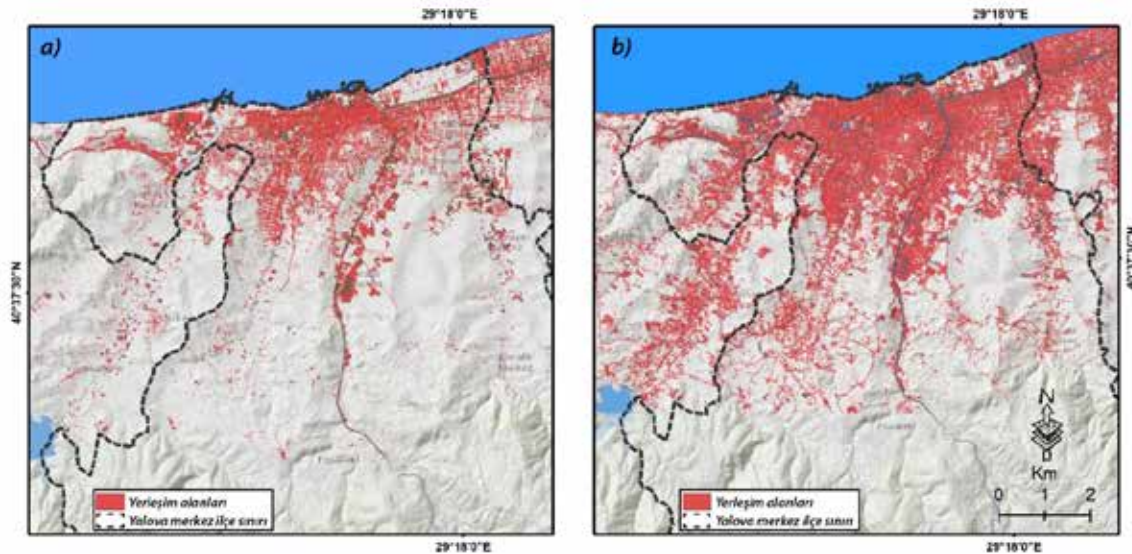 29°18'0"E
29°18'0"E
a)
b)
40°37'30"N
Yerleşim alanları
Yalova merkez ilçe sınırı
Yerleşim alanları
Yalova merkez ilçe sınırı
N
Km
0 1 2
29°18'0"E
29°18'0"E